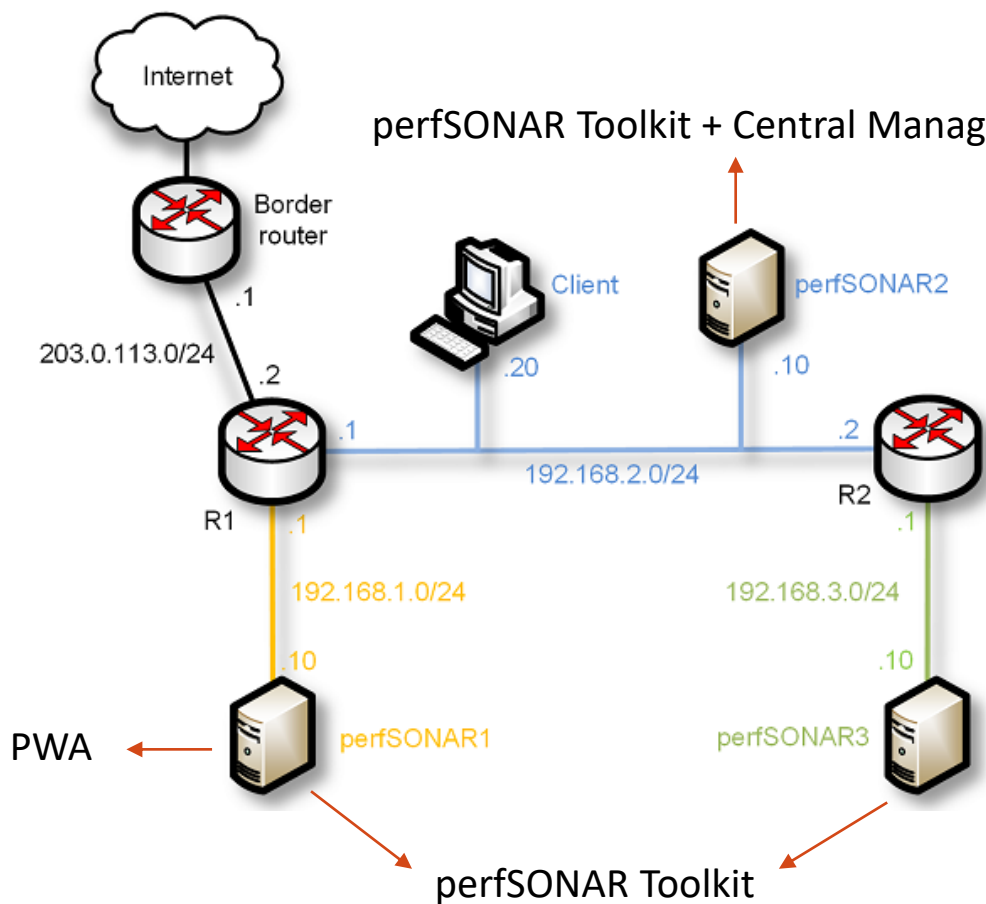 Internet
perfSONAR Toolkit + Central Manag
Border
router
.1
Client
perfSONAR2
203.0.113.0/24
.2
.20
.10
.1
.2
192.168.2.0/24
R1
R2
.1
.1
192.168.1.0/24
192.168.3.0/24
.10
.10
PWA
perfSONAR1
perfSONAR3
perfSONAR Toolkit